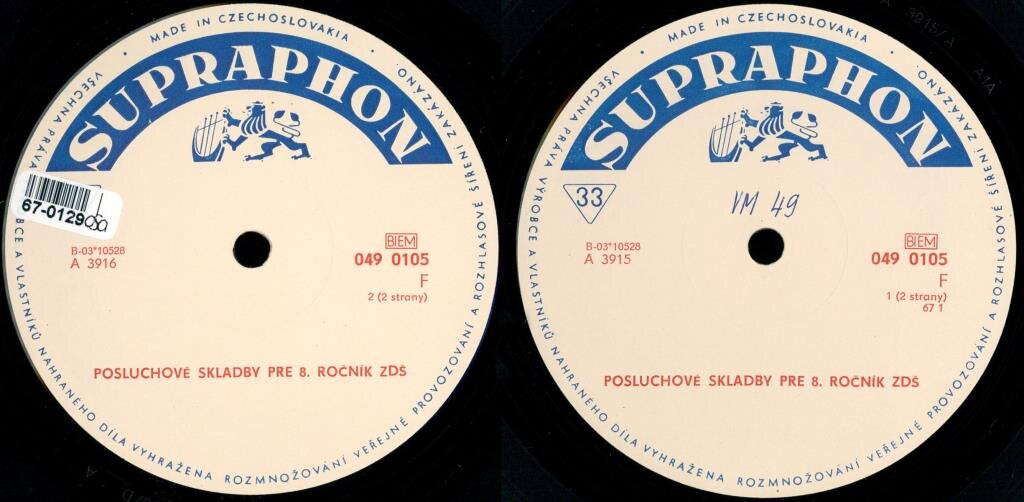 MADE IN CZECHOSLOVAKIA
SUPRAPHON
67-0129
B-03*10528
A 3916
BIEM
049 0105
F
2 (2 strany)
POSLUCHOVÉ SKLADBY PRE 8. ROČNÍK ZDŠ
VŠECHNA PRÁVA VÝROBCE A VLASTNÍKŮ NAHRANÉHO DÍLA VYHRAŽENA ROZMNOŽOVÁNÍ VEŘEJNÉ PROVOZOVÁNÍ A ROZHLASOVÉ ŠÍŘENÍ ZAKÁZÁNO.
MADE IN CZECHOSLOVAKIA
SUPRAPHON
33
VM 49
B-03*10528
A 3915
BIEM
049 0105
F
1 (2 strany)
67 1
POSLUCHOVÉ SKLADBY PRE 8. ROČNÍK ZDŠ
VŠECHNA PRÁVA VÝROBCE A VLASTNÍKŮ NAHRANÉHO DÍLA VYHRAŽENA ROZMNOŽOVÁNÍ VEŘEJNÉ PROVOZOVÁNÍ A ROZHLASOVÉ ŠÍŘENÍ ZAKÁZÁNO.
A 3915/A
A1A